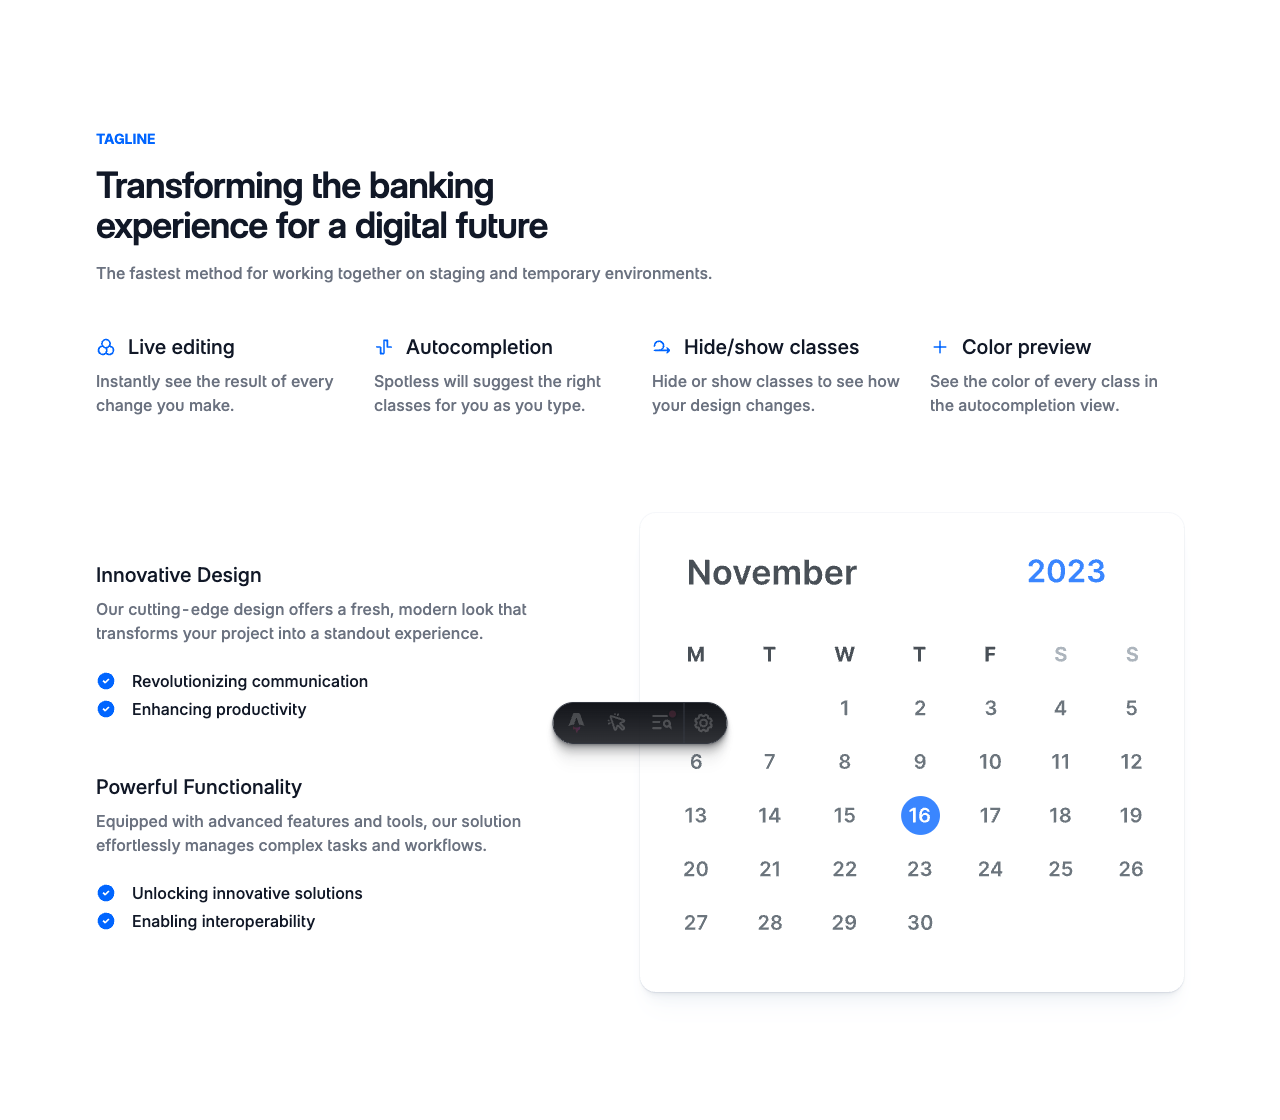 TAGLINE
Transforming the banking
experience for a digital future
The fastest method for working together on staging and temporary environments.
Live editing
Instantly see the result of every
change you make.
Autocompletion
Spotless will suggest the right
classes for you as you type.
Hide/show classes
Hide or show classes to see how
your design changes.
Color preview
See the color of every class in
the autocompletion view.
Innovative Design
Our cutting-edge design offers a fresh, modern look that
transforms your project into a standout experience.
Revolutionizing communication
Enhancing productivity
Powerful Functionality
Equipped with advanced features and tools, our solution
effortlessly manages complex tasks and workflows.
Unlocking innovative solutions
Enabling interoperability
November 2023
M T W T F S S
1 2 3 4 5
6 7 8 9 10 11 12
13 14 15 16 17 18 19
20 21 22 23 24 25 26
27 28 29 30